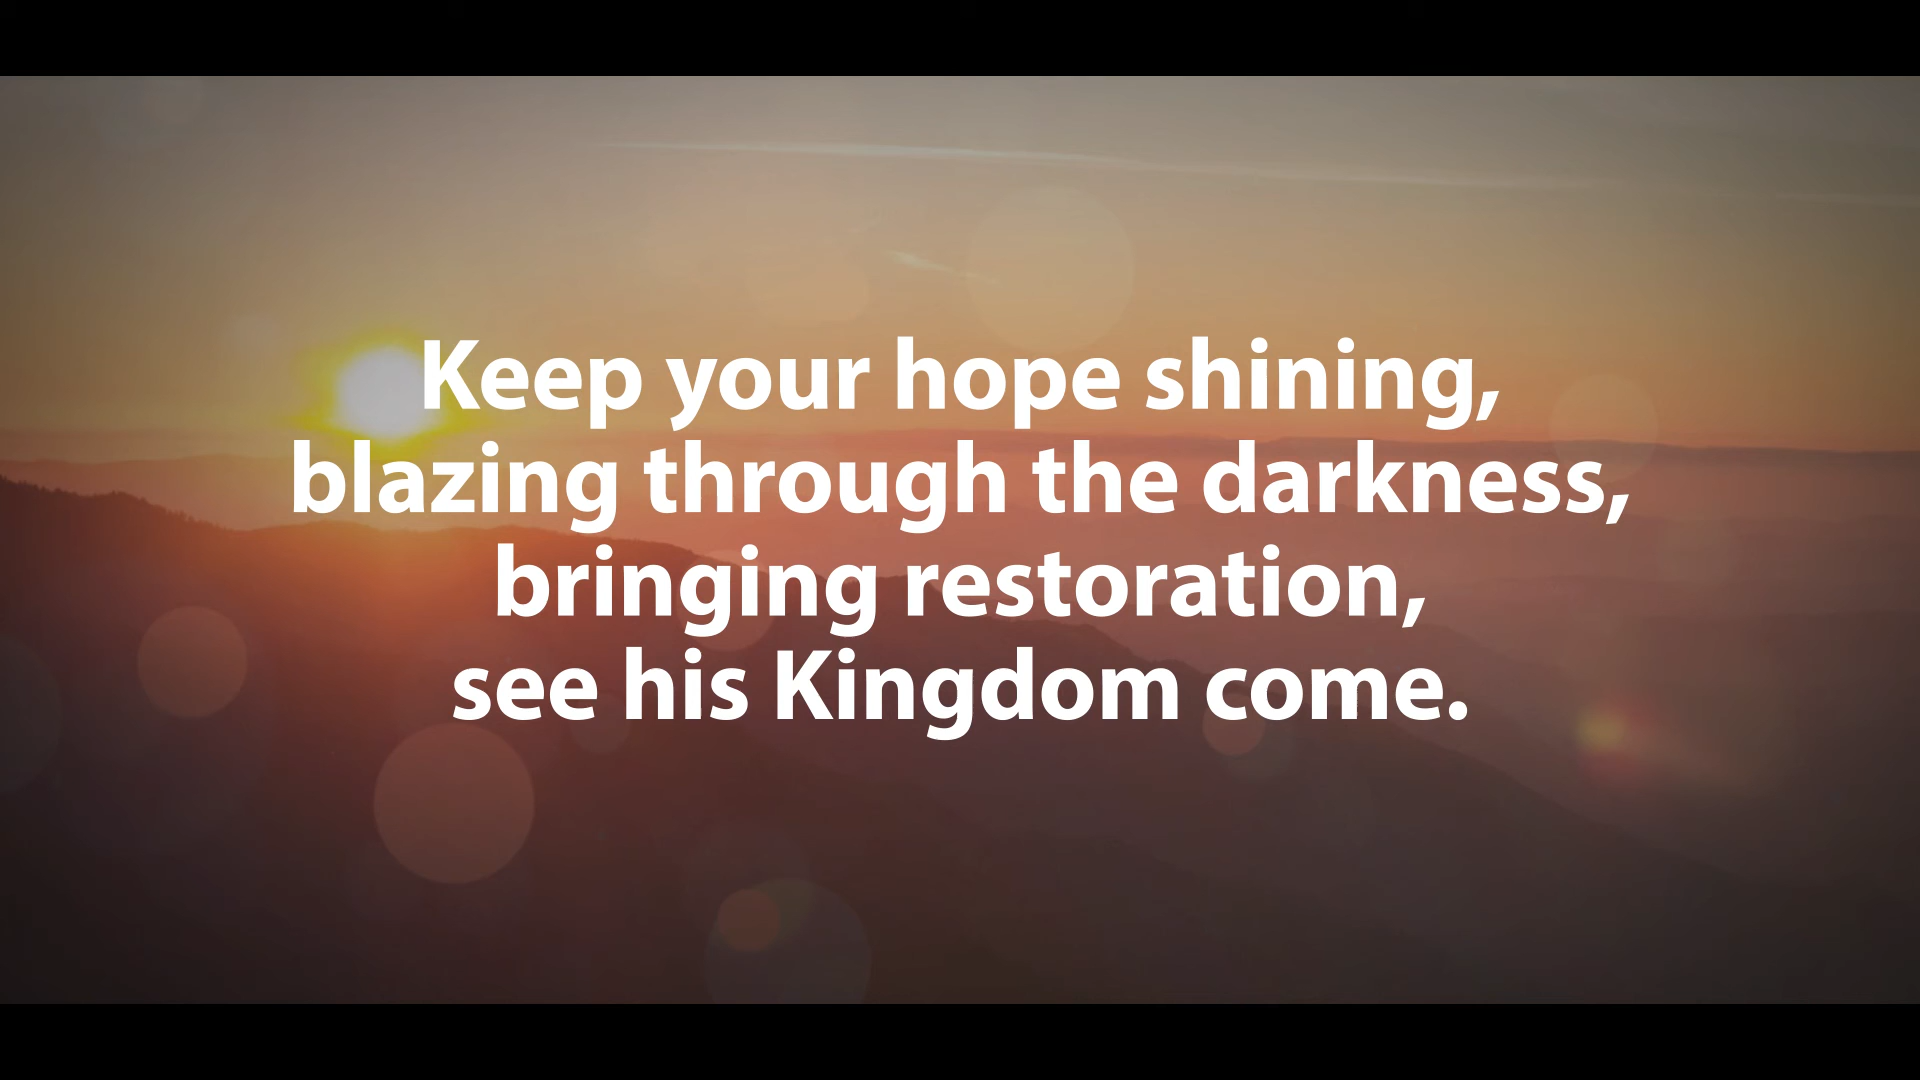 Keep your hope shining,
blazing through the darkness,
bringing restoration,
see his Kingdom come.